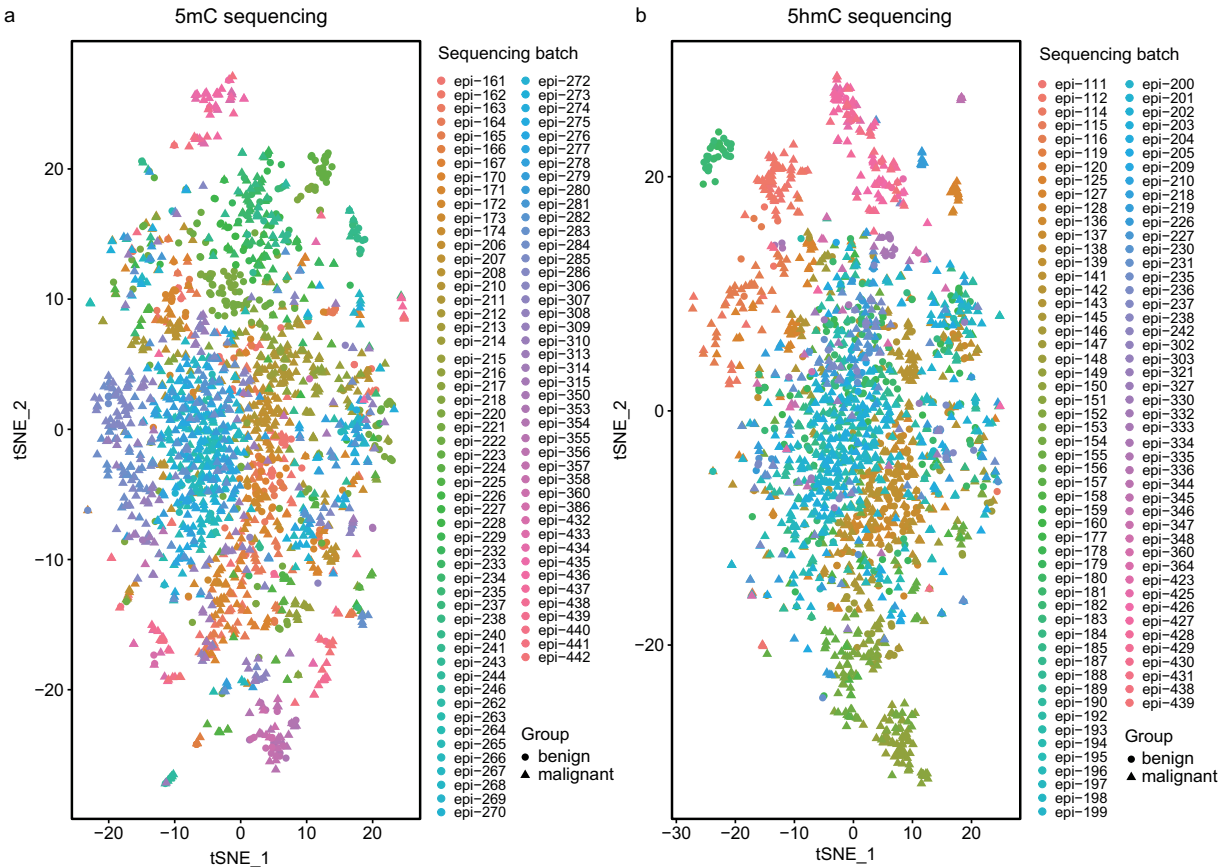 a
5mC sequencing
20
10
0
−10
−20
tSNE_2
−20
−10
0
10
20
tSNE_1
Sequencing batch
epi−161
epi−162
epi−163
epi−164
epi−165
epi−166
epi−167
epi−170
epi−171
epi−172
epi−173
epi−174
epi−206
epi−207
epi−208
epi−210
epi−211
epi−212
epi−213
epi−214
epi−215
epi−216
epi−217
epi−218
epi−220
epi−221
epi−222
epi−223
epi−224
epi−225
epi−226
epi−227
epi−228
epi−229
epi−232
epi−233
epi−234
epi−235
epi−237
epi−238
epi−240
epi−241
epi−243
epi−244
epi−246
epi−262
epi−263
epi−264
epi−265
epi−266
epi−267
epi−268
epi−269
epi−270
epi−272
epi−273
epi−274
epi−275
epi−276
epi−277
epi−278
epi−279
epi−280
epi−281
epi−282
epi−283
epi−284
epi−285
epi−286
epi−306
epi−307
epi−308
epi−309
epi−310
epi−313
epi−314
epi−315
epi−350
epi−353
epi−354
epi−355
epi−356
epi−357
epi−358
epi−360
epi−386
epi−432
epi−433
epi−434
epi−435
epi−436
epi−437
epi−438
epi−439
epi−440
epi−441
epi−442
Group
benign
malignant
b
5hmC sequencing
20
0
−20
tSNE_2
−30
−20
−10
0
10
20
tSNE_1
Sequencing batch
epi−111
epi−112
epi−114
epi−115
epi−116
epi−119
epi−120
epi−125
epi−127
epi−128
epi−136
epi−137
epi−138
epi−139
epi−141
epi−142
epi−143
epi−145
epi−146
epi−147
epi−148
epi−149
epi−150
epi−151
epi−152
epi−153
epi−154
epi−155
epi−156
epi−157
epi−158
epi−159
epi−160
epi−177
epi−178
epi−179
epi−180
epi−181
epi−182
epi−183
epi−184
epi−185
epi−187
epi−188
epi−189
epi−190
epi−192
epi−193
epi−194
epi−195
epi−196
epi−197
epi−198
epi−199
epi−200
epi−201
epi−202
epi−203
epi−204
epi−205
epi−209
epi−210
epi−218
epi−219
epi−226
epi−227
epi−230
epi−231
epi−235
epi−236
epi−237
epi−238
epi−242
epi−302
epi−303
epi−321
epi−327
epi−330
epi−332
epi−333
epi−334
epi−335
epi−336
epi−344
epi−345
epi−346
epi−347
epi−348
epi−360
epi−364
epi−423
epi−425
epi−426
epi−427
epi−428
epi−429
epi−430
epi−431
epi−438
epi−439
Group
benign
malignant